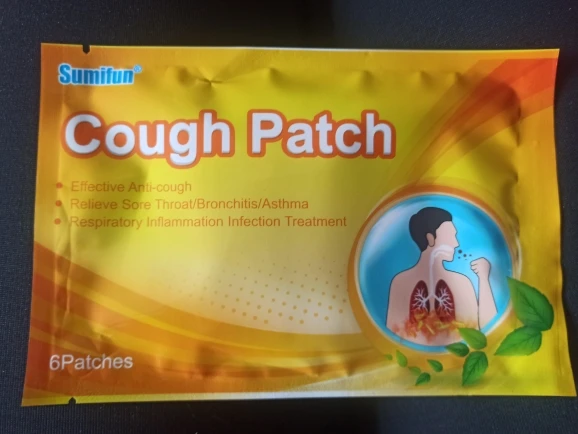 Sumifun®
Cough Patch
• Effective Anti-cough
• Relieve Sore Throat/Bronchitis/Asthma
• Respiratory Inflammation Infection Treatment
6Patches